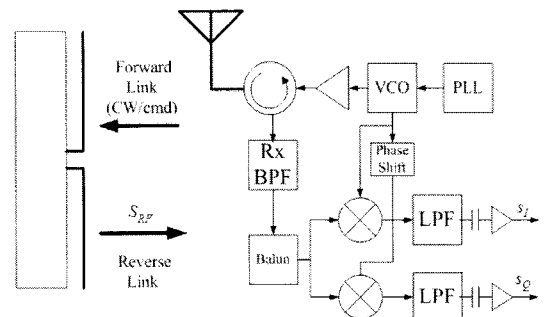 Forward
Link
(CW/cmd)
S_RF
Reverse
Link
VCO
PLL
Rx
BPF
Phase
Shift
Balun
LPF
s_I
LPF
s_Q